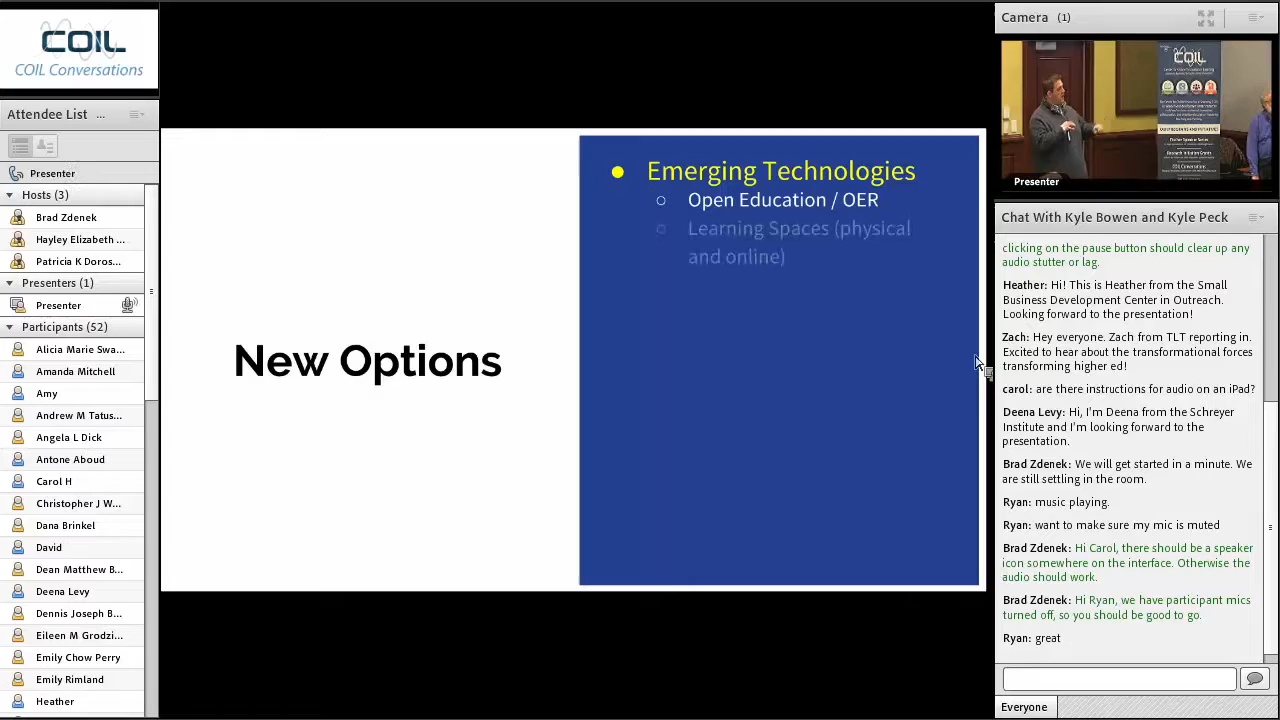 COIL
COIL Conversations
Attendee List ...
Presenter
Hosts (3)
Brad Zdenek
Hayley Elizabeth ...
Patricia K Doros...
Presenters (1)
Presenter
Participants (52)
Alicia Marie Swa...
Amanda Mitchell
Amy
Andrew M Tatus...
Angela L Dick
Antone Aboud
Carol H
Christopher J W...
Dana Brinkel
David
Dean Matthew B...
Deena Levy
Dennis Joseph B...
Eileen M Grodzi...
Emily Chow Perry
Emily Rimland
Heather
New Options
Emerging Technologies
Open Education / OER
Learning Spaces (physical
and online)
Camera (1)
COIL
COIL Conversations
Presenter
Chat With Kyle Bowen and Kyle Peck
clicking on the pause button should clear up any
audio stutter or lag.
Heather: Hi! This is Heather from the Small
Business Development Center in Outreach.
Looking forward to the presentation!
Zach: Hey everyone. Zach from TLT reporting in.
Excited to hear about the transformational forces
transforming higher ed!
carol: are there instructions for audio on an iPad?
Deena Levy: Hi, I'm Deena from the Schreyer
Institute and I'm looking forward to the
presentation.
Brad Zdenek: We will get started in a minute. We
are still settling in the room.
Ryan: music playing.
Ryan: want to make sure my mic is muted
Brad Zdenek: Hi Carol, there should be a speaker
icon somewhere on the interface. Otherwise the
audio should work.
Brad Zdenek: Hi Ryan, we have participant mics
turned off, so you should be good to go.
Ryan: great
Everyone